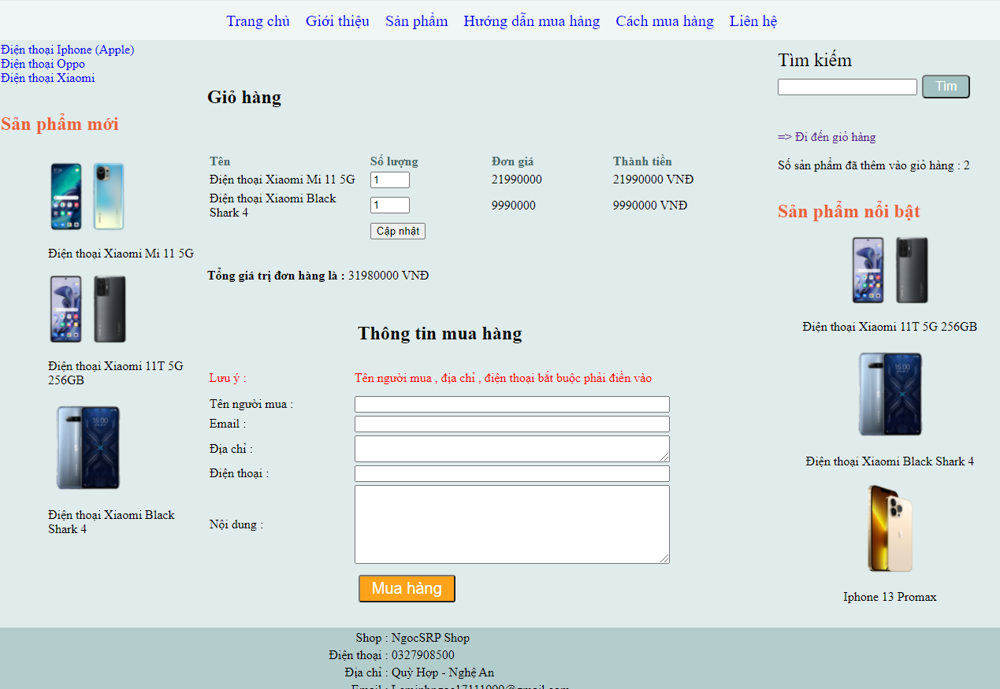 Trang chủ Giới thiệu Sản phẩm Hướng dẫn mua hàng Cách mua hàng Liên hệ
Điện thoại Iphone (Apple)
Điện thoại Oppo
Điện thoại Xiaomi
Sản phẩm mới
Điện thoại Xiaomi Mi 11 5G
Điện thoại Xiaomi 11T 5G
256GB
Điện thoại Xiaomi Black
Shark 4
Giỏ hàng
Tên Số lượng Đơn giá Thành tiền
Điện thoại Xiaomi Mi 11 5G 1 21990000 21990000 VNĐ
Điện thoại Xiaomi Black
Shark 4 1 9990000 9990000 VNĐ
Cập nhật
Tổng giá trị đơn hàng là : 31980000 VNĐ
Thông tin mua hàng
Lưu ý : Tên người mua , địa chỉ , điện thoại bắt buộc phải điền vào
Tên người mua :
Email :
Địa chỉ :
Điện thoại :
Nội dung :
Mua hàng
Tìm kiếm
Tìm
=> Đi đến giỏ hàng
Số sản phẩm đã thêm vào giỏ hàng : 2
Sản phẩm nổi bật
Điện thoại Xiaomi 11T 5G 256GB
Điện thoại Xiaomi Black Shark 4
Iphone 13 Promax
Shop : NgocSRP Shop
Điện thoại : 0327908500
Địa chỉ : Quỳ Hợp - Nghệ An
Email :